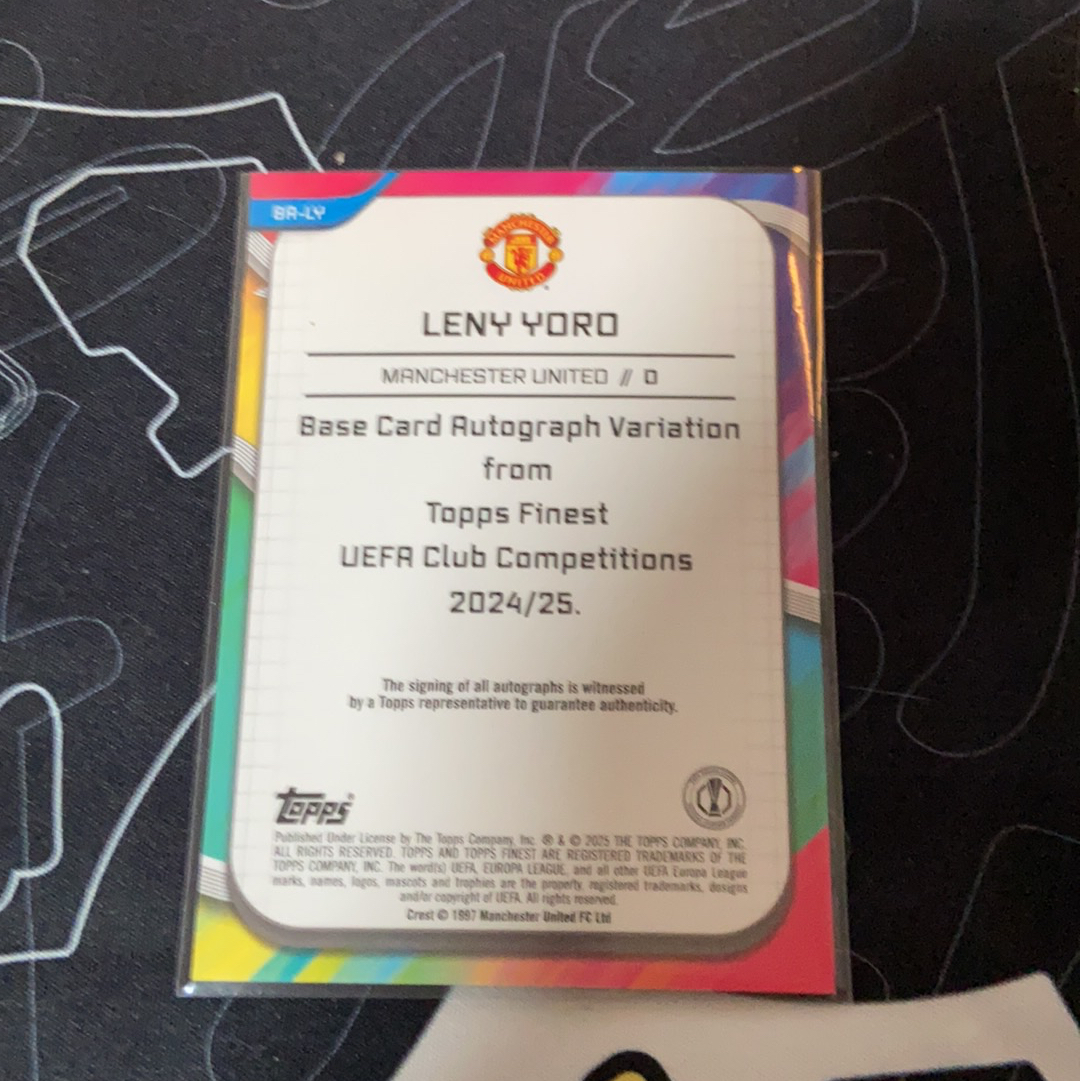 BA-LY
MANCHESTER
UNITED
LENY YORO
MANCHESTER UNITED // D
Base Card Autograph Variation
from
Topps Finest
UEFA Club Competitions
2024/25.
The signing of all autographs is witnessed
by a Topps representative to guarantee authenticity.
topps
Published Under License by The Topps Company, Inc. ® & © 2025 THE TOPPS COMPANY, INC.
ALL RIGHTS RESERVED. TOPPS AND TOPPS FINEST ARE REGISTERED TRADEMARKS OF THE
TOPPS COMPANY, INC. The word(s) UEFA, EUROPA LEAGUE, and all other UEFA Europa League
marks, names, logos, mascots and trophies are the property, registered trademarks, designs
and/or copyright of UEFA. All rights reserved.
Crest © 1997 Manchester United FC Ltd